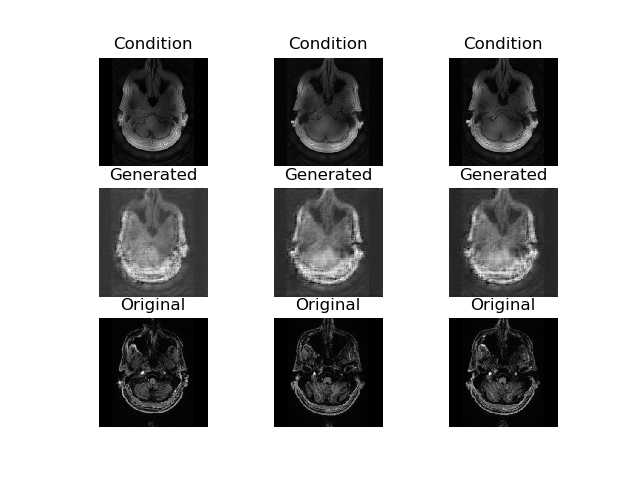 Condition Condition Condition
Generated Generated Generated
Original Original Original